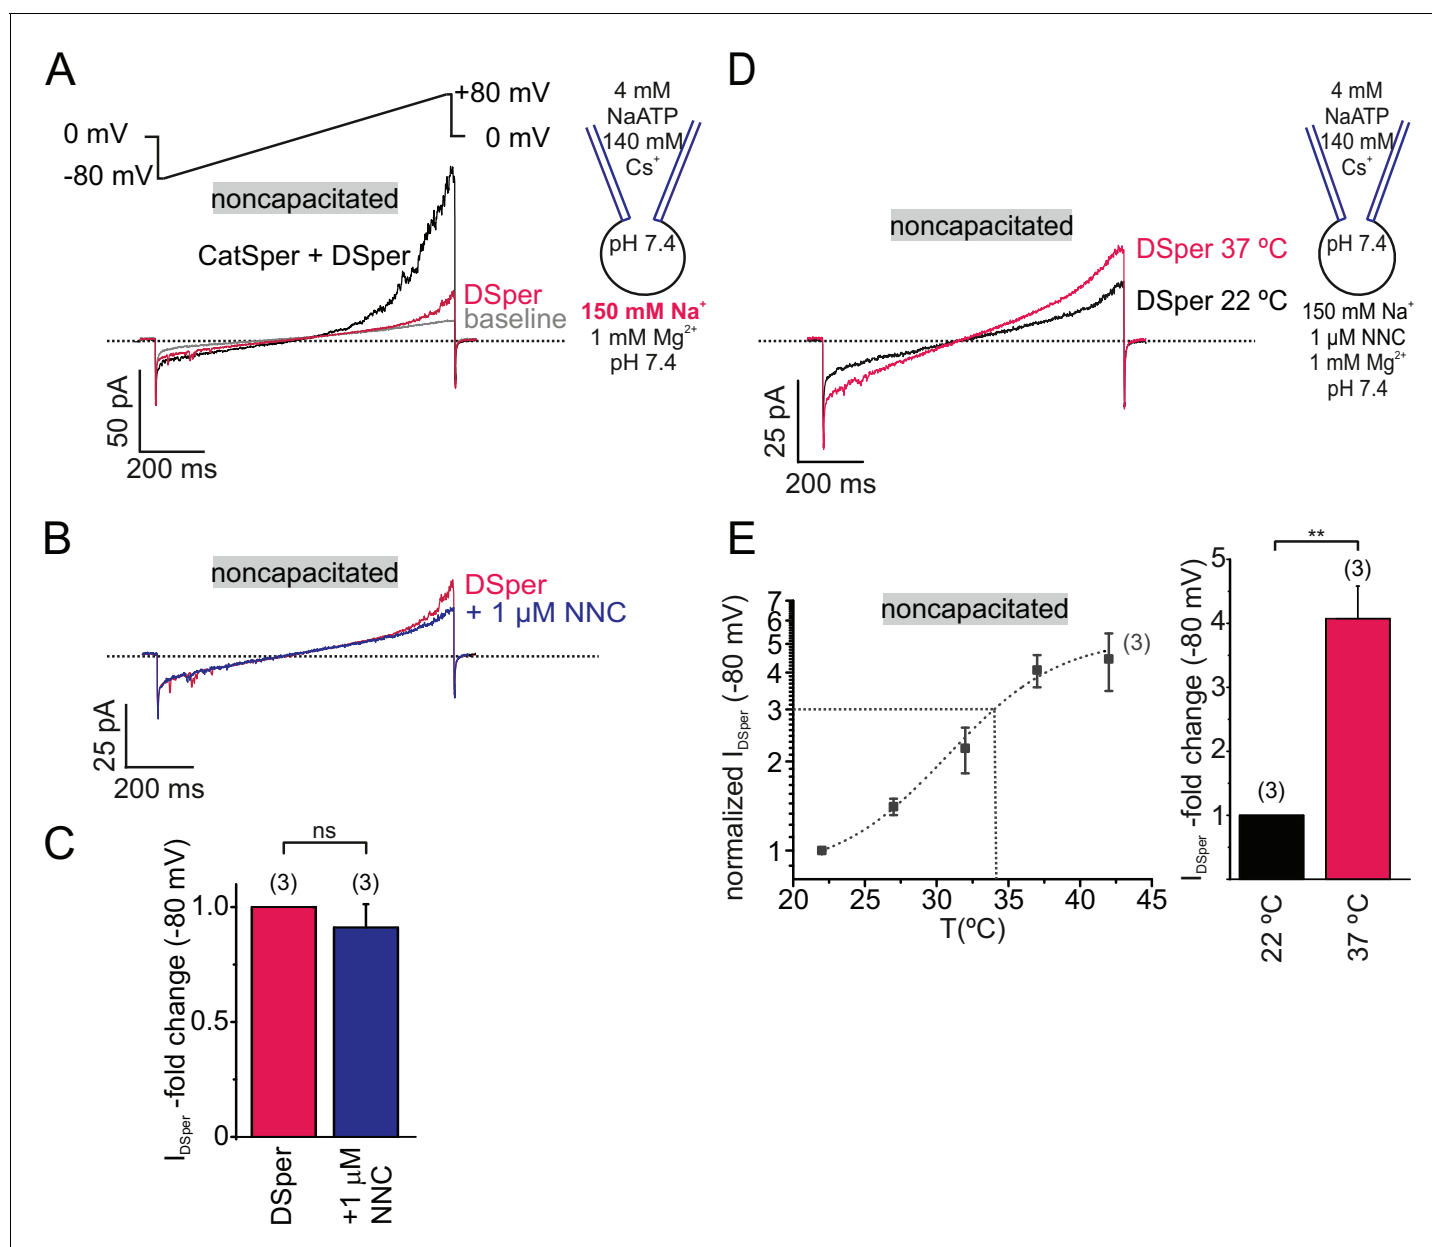 A
0 mV
-80 mV
+80 mV
0 mV
noncapacitated
CatSper + DSper
DSper
baseline
50 pA
200 ms
4 mM
NaATP
140 mM
Cs⁺
pH 7.4
150 mM Na⁺
1 mM Mg²⁺
pH 7.4
B
noncapacitated
DSper
+ 1 µM NNC
25 pA
200 ms
C
ns
(3)
(3)
I_DSper -fold change (-80 mV)
1.0
0.5
0
DSper
+1 µM
NNC
D
noncapacitated
DSper 37 ºC
DSper 22 ºC
25 pA
200 ms
4 mM
NaATP
140 mM
Cs⁺
pH 7.4
150 mM Na⁺
1 µM NNC
1 mM Mg²⁺
pH 7.4
E
noncapacitated
normalized I_DSper (-80 mV)
7
6
5
4
3
2
1
(3)
20 25 30 35 40 45
T(ºC)
**
(3)
(3)
I_DSper -fold change (-80 mV)
5
4
3
2
1
22 ºC
37 ºC